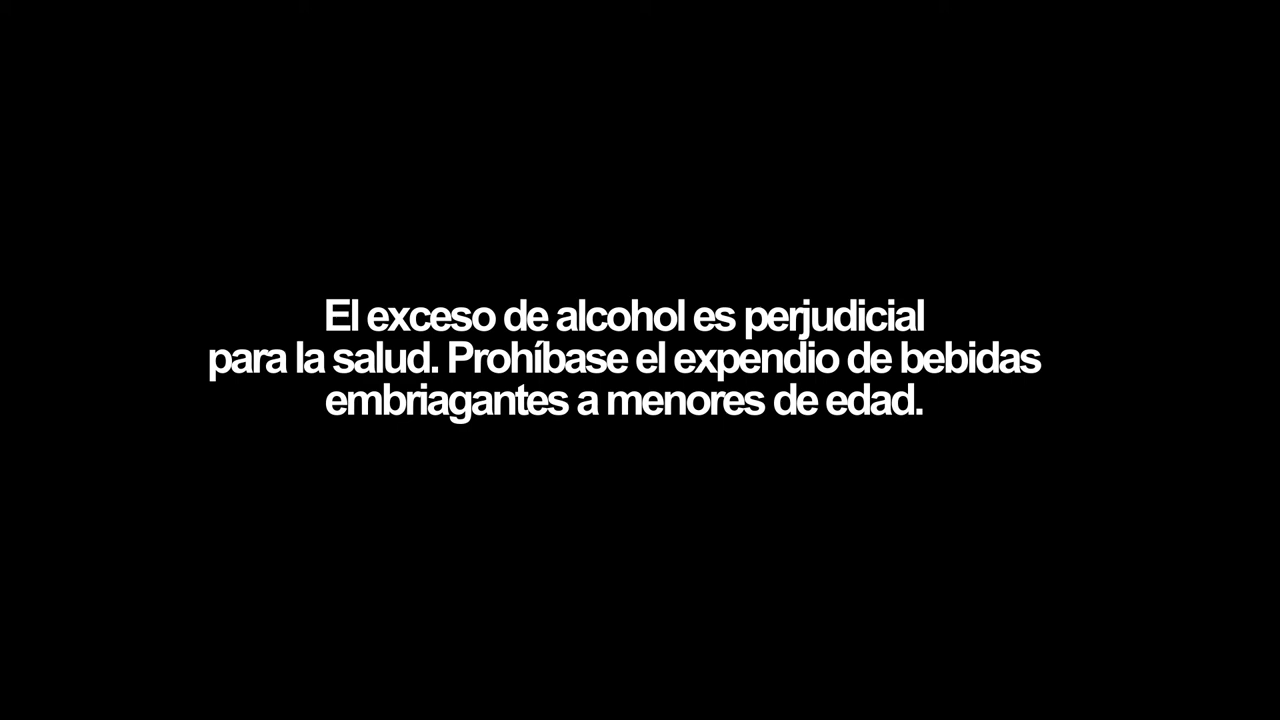 El exceso de alcohol es perjudicial
para la salud. Prohíbase el expendio de bebidas
embriagantes a menores de edad.